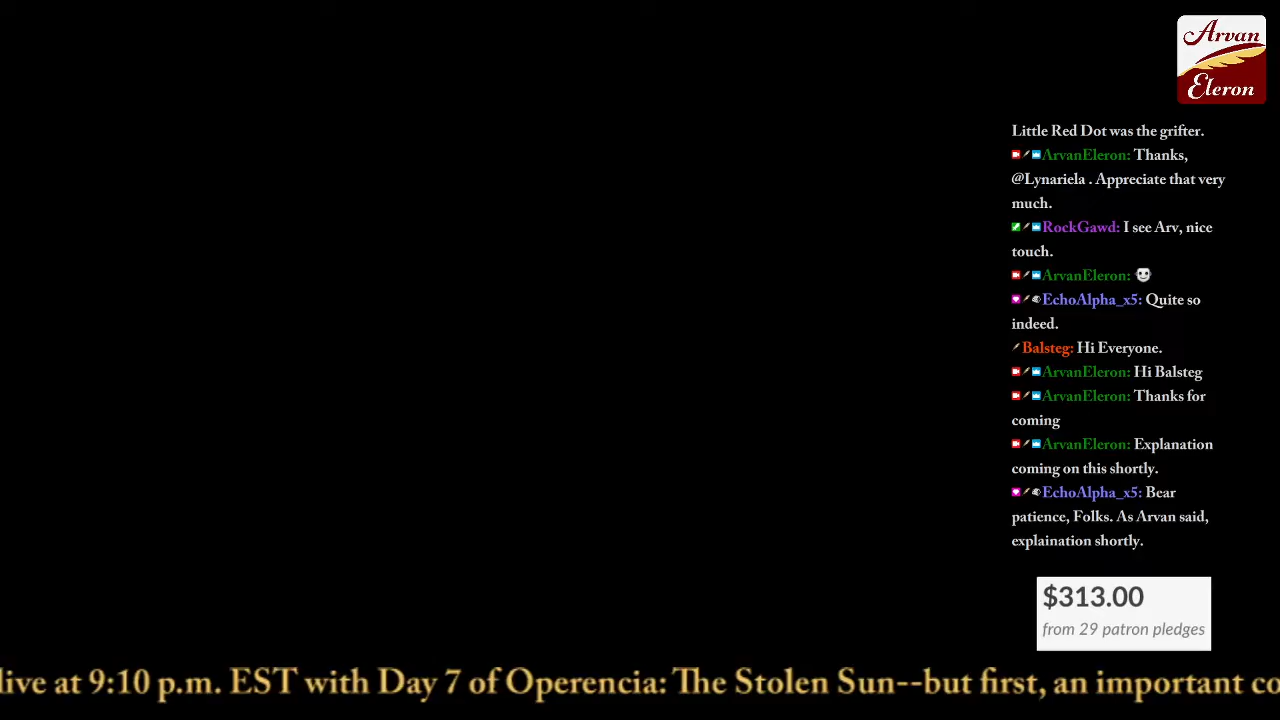 Arvan
Eleron
Little Red Dot was the grifter.
ArvanEleron: Thanks,
@Lynariela . Appreciate that very
much.
RockGawd: I see Arv, nice
touch.
ArvanEleron:
EchoAlpha_x5: Quite so
indeed.
Balsteg: Hi Everyone.
ArvanEleron: Hi Balsteg
ArvanEleron: Thanks for
coming
ArvanEleron: Explanation
coming on this shortly.
EchoAlpha_x5: Bear
patience, Folks. As Arvan said,
explaination shortly.
$313.00
from 29 patron pledges
live at 9:10 p.m. EST with Day 7 of Operencia: The Stolen Sun--but first, an important co